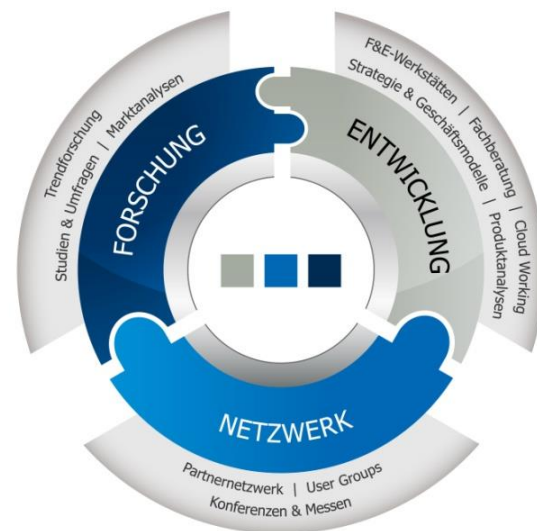 Trendforschung
Studien & Umfragen | Marktanalysen
FORSCHUNG
F&E-Werkstätten | Fachberatung | Cloud Working
Strategie & Geschäftsmodelle | Produktanalysen
ENTWICKLUNG
NETZWERK
Partnernetzwerk | User Groups
Konferenzen & Messen